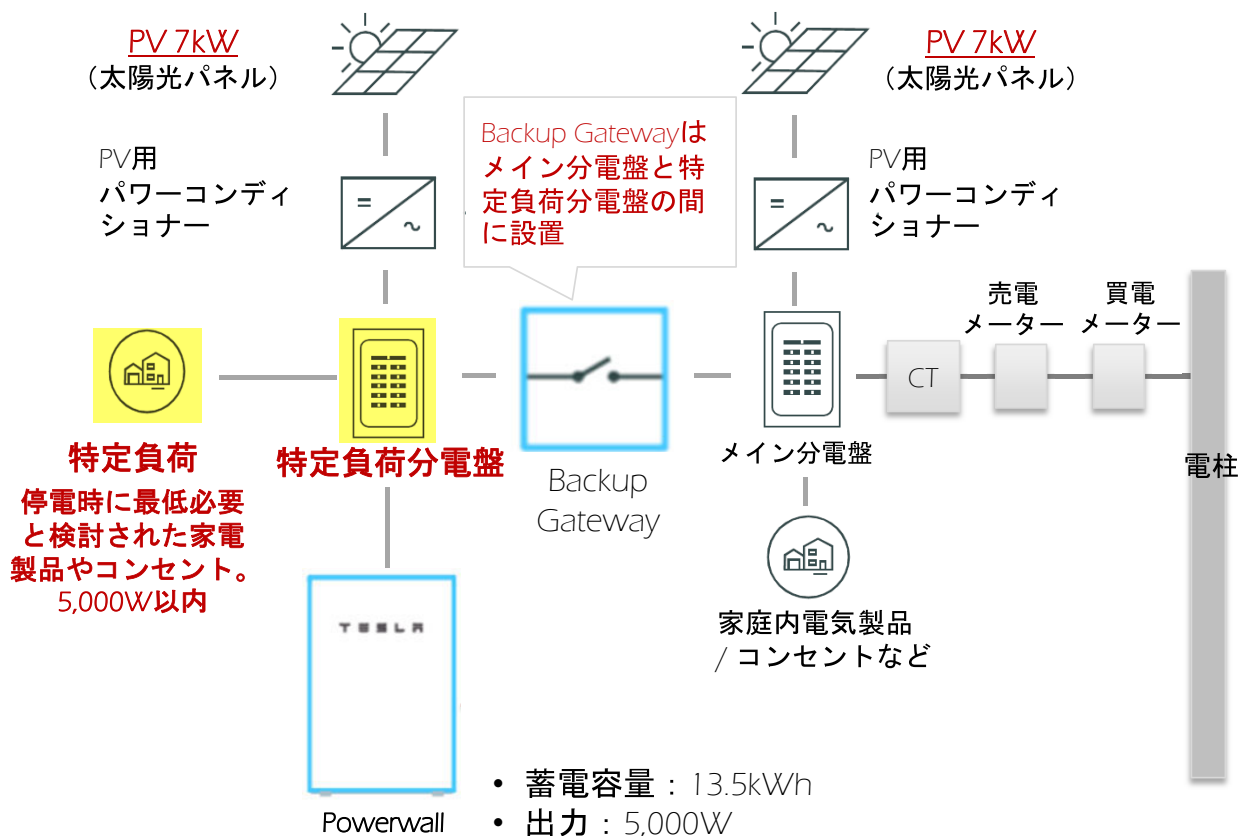 PV 7kW
（太陽光パネル）
PV 7kW
（太陽光パネル）
PV用
パワーコンディ
ショナー
Backup Gatewayは
メイン分電盤と特
定負荷分電盤の間
に設置
PV用
パワーコンディ
ショナー
売電
メーター
買電
メーター
CT
特定負荷
特定負荷分電盤
Backup
Gateway
メイン分電盤
電柱
停電時に最低必要
と検討された家電
製品やコンセント。
5,000W以内
TESLA
家庭内電気製品
/ コンセントなど
Powerwall
• 蓄電容量：13.5kWh
• 出力：5,000W